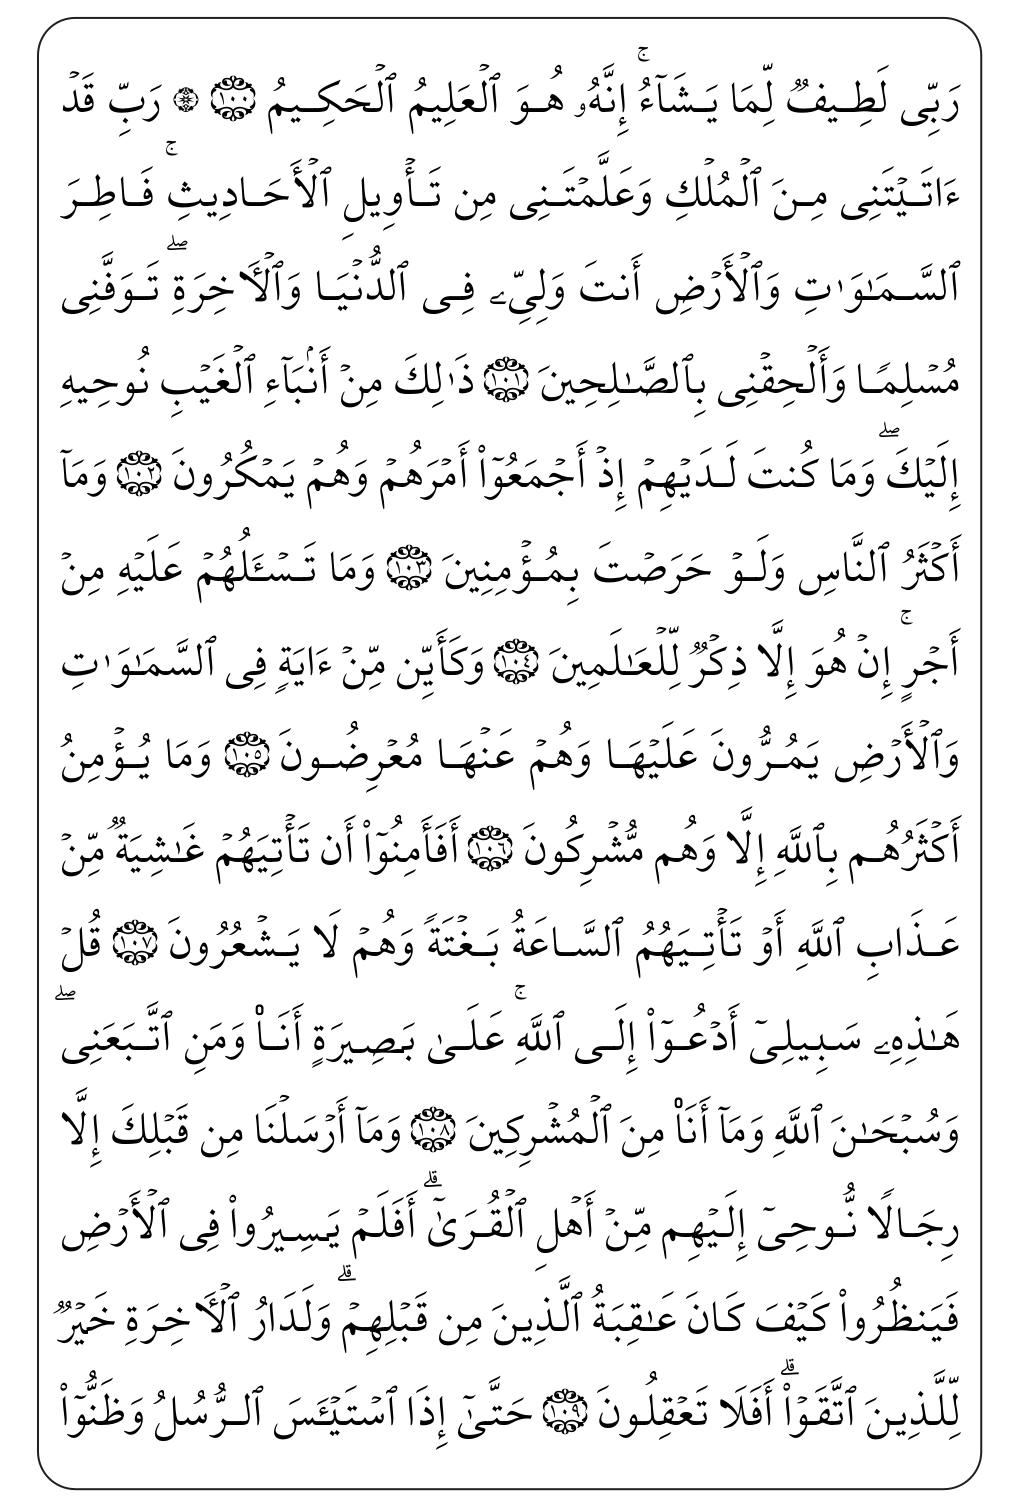 رَبِّى لَطِيفٌ لِّمَا يَشَآءُ ۚ إِنَّهُۥ هُوَ ٱلْعَلِيمُ ٱلْحَكِيمُ ١٠٠ ۞ رَبِّ قَدْ
ءَاتَيْتَنِى مِنَ ٱلْمُلْكِ وَعَلَّمْتَنِى مِن تَأْوِيلِ ٱلْأَحَادِيثِ ۚ فَاطِرَ
ٱلسَّمَـٰوَٰتِ وَٱلْأَرْضِ أَنتَ وَلِىِّۦ فِى ٱلدُّنْيَا وَٱلْـَٔاخِرَةِ ۖ تَوَفَّنِى
مُسْلِمًا وَأَلْحِقْنِى بِٱلصَّـٰلِحِينَ ١٠١ ذَٰلِكَ مِنْ أَنۢبَآءِ ٱلْغَيْبِ نُوحِيهِ
إِلَيْكَ ۖ وَمَا كُنتَ لَدَيْهِمْ إِذْ أَجْمَعُوٓا۟ أَمْرَهُمْ وَهُمْ يَمْكُرُونَ ١٠٢ وَمَآ
أَكْثَرُ ٱلنَّاسِ وَلَوْ حَرَصْتَ بِمُؤْمِنِينَ ١٠٣ وَمَا تَسْـَٔلُهُمْ عَلَيْهِ مِنْ
أَجْرٍ ۚ إِنْ هُوَ إِلَّا ذِكْرٌ لِّلْعَـٰلَمِينَ ١٠٤ وَكَأَيِّن مِّنْ ءَايَةٍ فِى ٱلسَّمَـٰوَٰتِ
وَٱلْأَرْضِ يَمُرُّونَ عَلَيْهَا وَهُمْ عَنْهَا مُعْرِضُونَ ١٠٥ وَمَا يُؤْمِنُ
أَكْثَرُهُم بِٱللَّهِ إِلَّا وَهُم مُّشْرِكُونَ ١٠٦ أَفَأَمِنُوٓا۟ أَن تَأْتِيَهُمْ غَـٰشِيَةٌ مِّنْ
عَذَابِ ٱللَّهِ أَوْ تَأْتِيَهُمُ ٱلسَّاعَةُ بَغْتَةً وَهُمْ لَا يَشْعُرُونَ ١٠٧ قُلْ
هَـٰذِهِۦ سَبِيلِىٓ أَدْعُوٓا۟ إِلَى ٱللَّهِ ۚ عَلَىٰ بَصِيرَةٍ أَنَا۠ وَمَنِ ٱتَّبَعَنِى ۖ
وَسُبْحَـٰنَ ٱللَّهِ وَمَآ أَنَا۠ مِنَ ٱلْمُشْرِكِينَ ١٠٨ وَمَآ أَرْسَلْنَا مِن قَبْلِكَ إِلَّا
رِجَالًا نُّوحِىٓ إِلَيْهِم مِّنْ أَهْلِ ٱلْقُرَىٰٓ ۗ أَفَلَمْ يَسِيرُوا۟ فِى ٱلْأَرْضِ
فَيَنظُرُوا۟ كَيْفَ كَانَ عَـٰقِبَةُ ٱلَّذِينَ مِن قَبْلِهِمْ ۗ وَلَدَارُ ٱلْـَٔاخِرَةِ خَيْرٌ
لِّلَّذِينَ ٱتَّقَوْا۟ ۗ أَفَلَا تَعْقِلُونَ ١٠٩ حَتَّىٰٓ إِذَا ٱسْتَيْـَٔسَ ٱلرُّسُلُ وَظَنُّوٓا۟